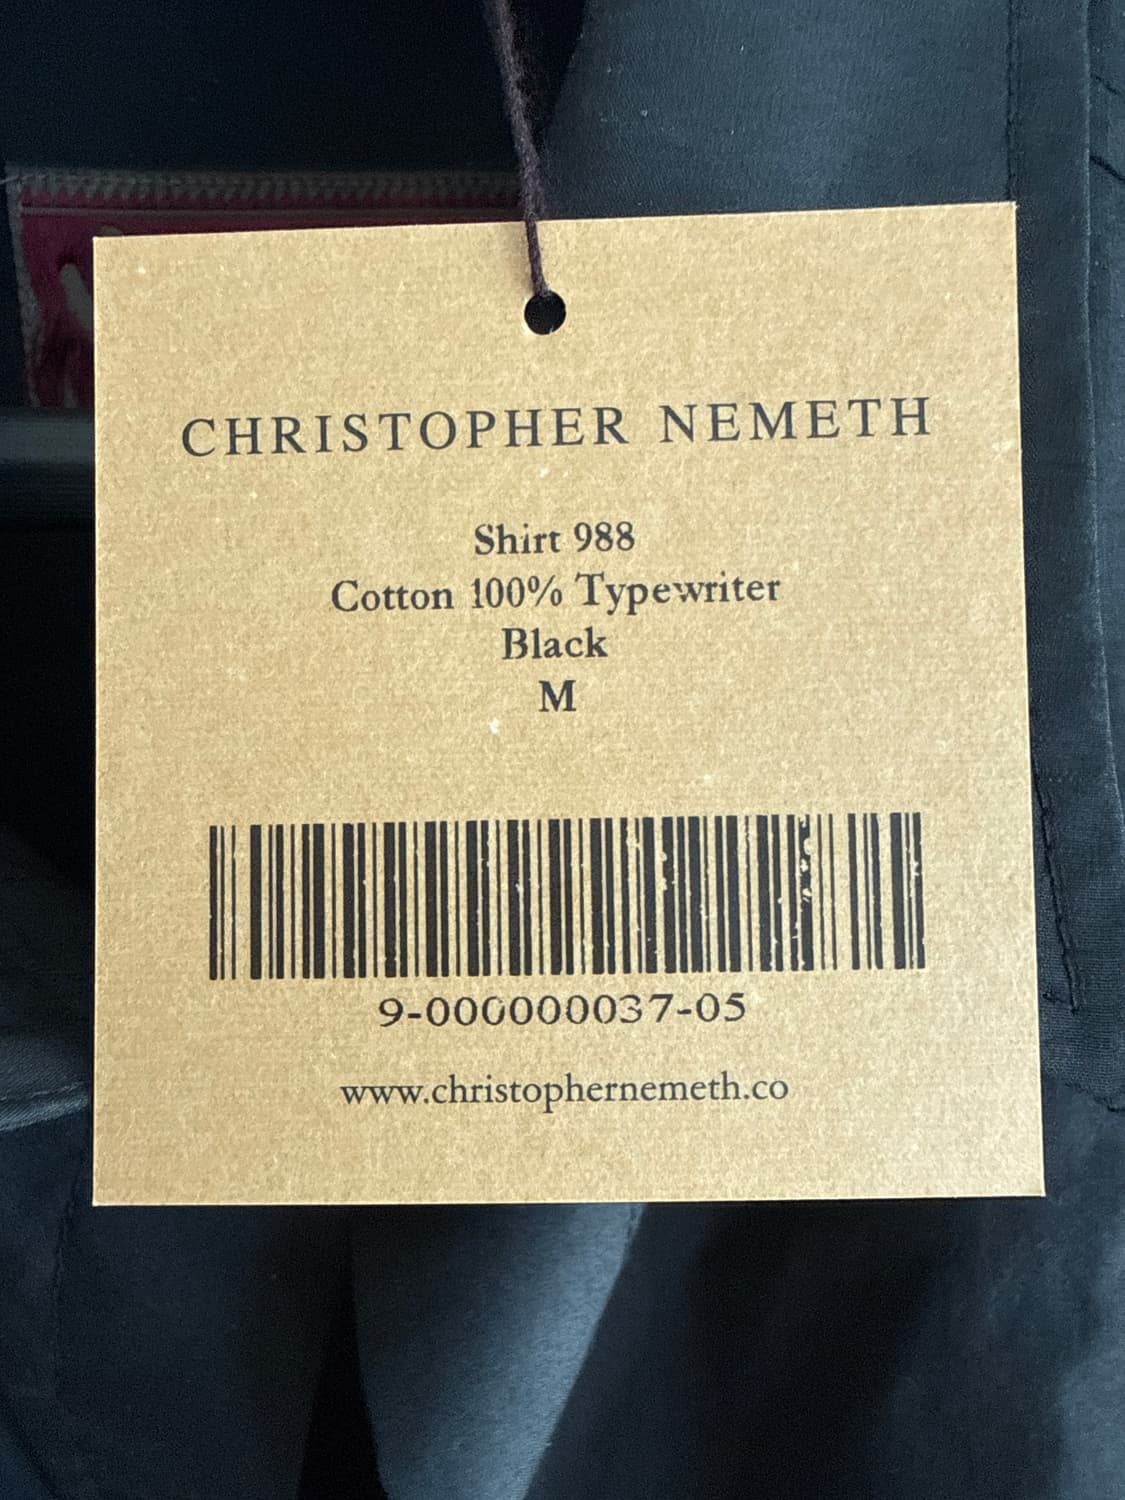 CHRISTOPHER NEMETH
Shirt 988
Cotton 100% Typewriter
Black
M
9-000000037-05
www.christophernemeth.co